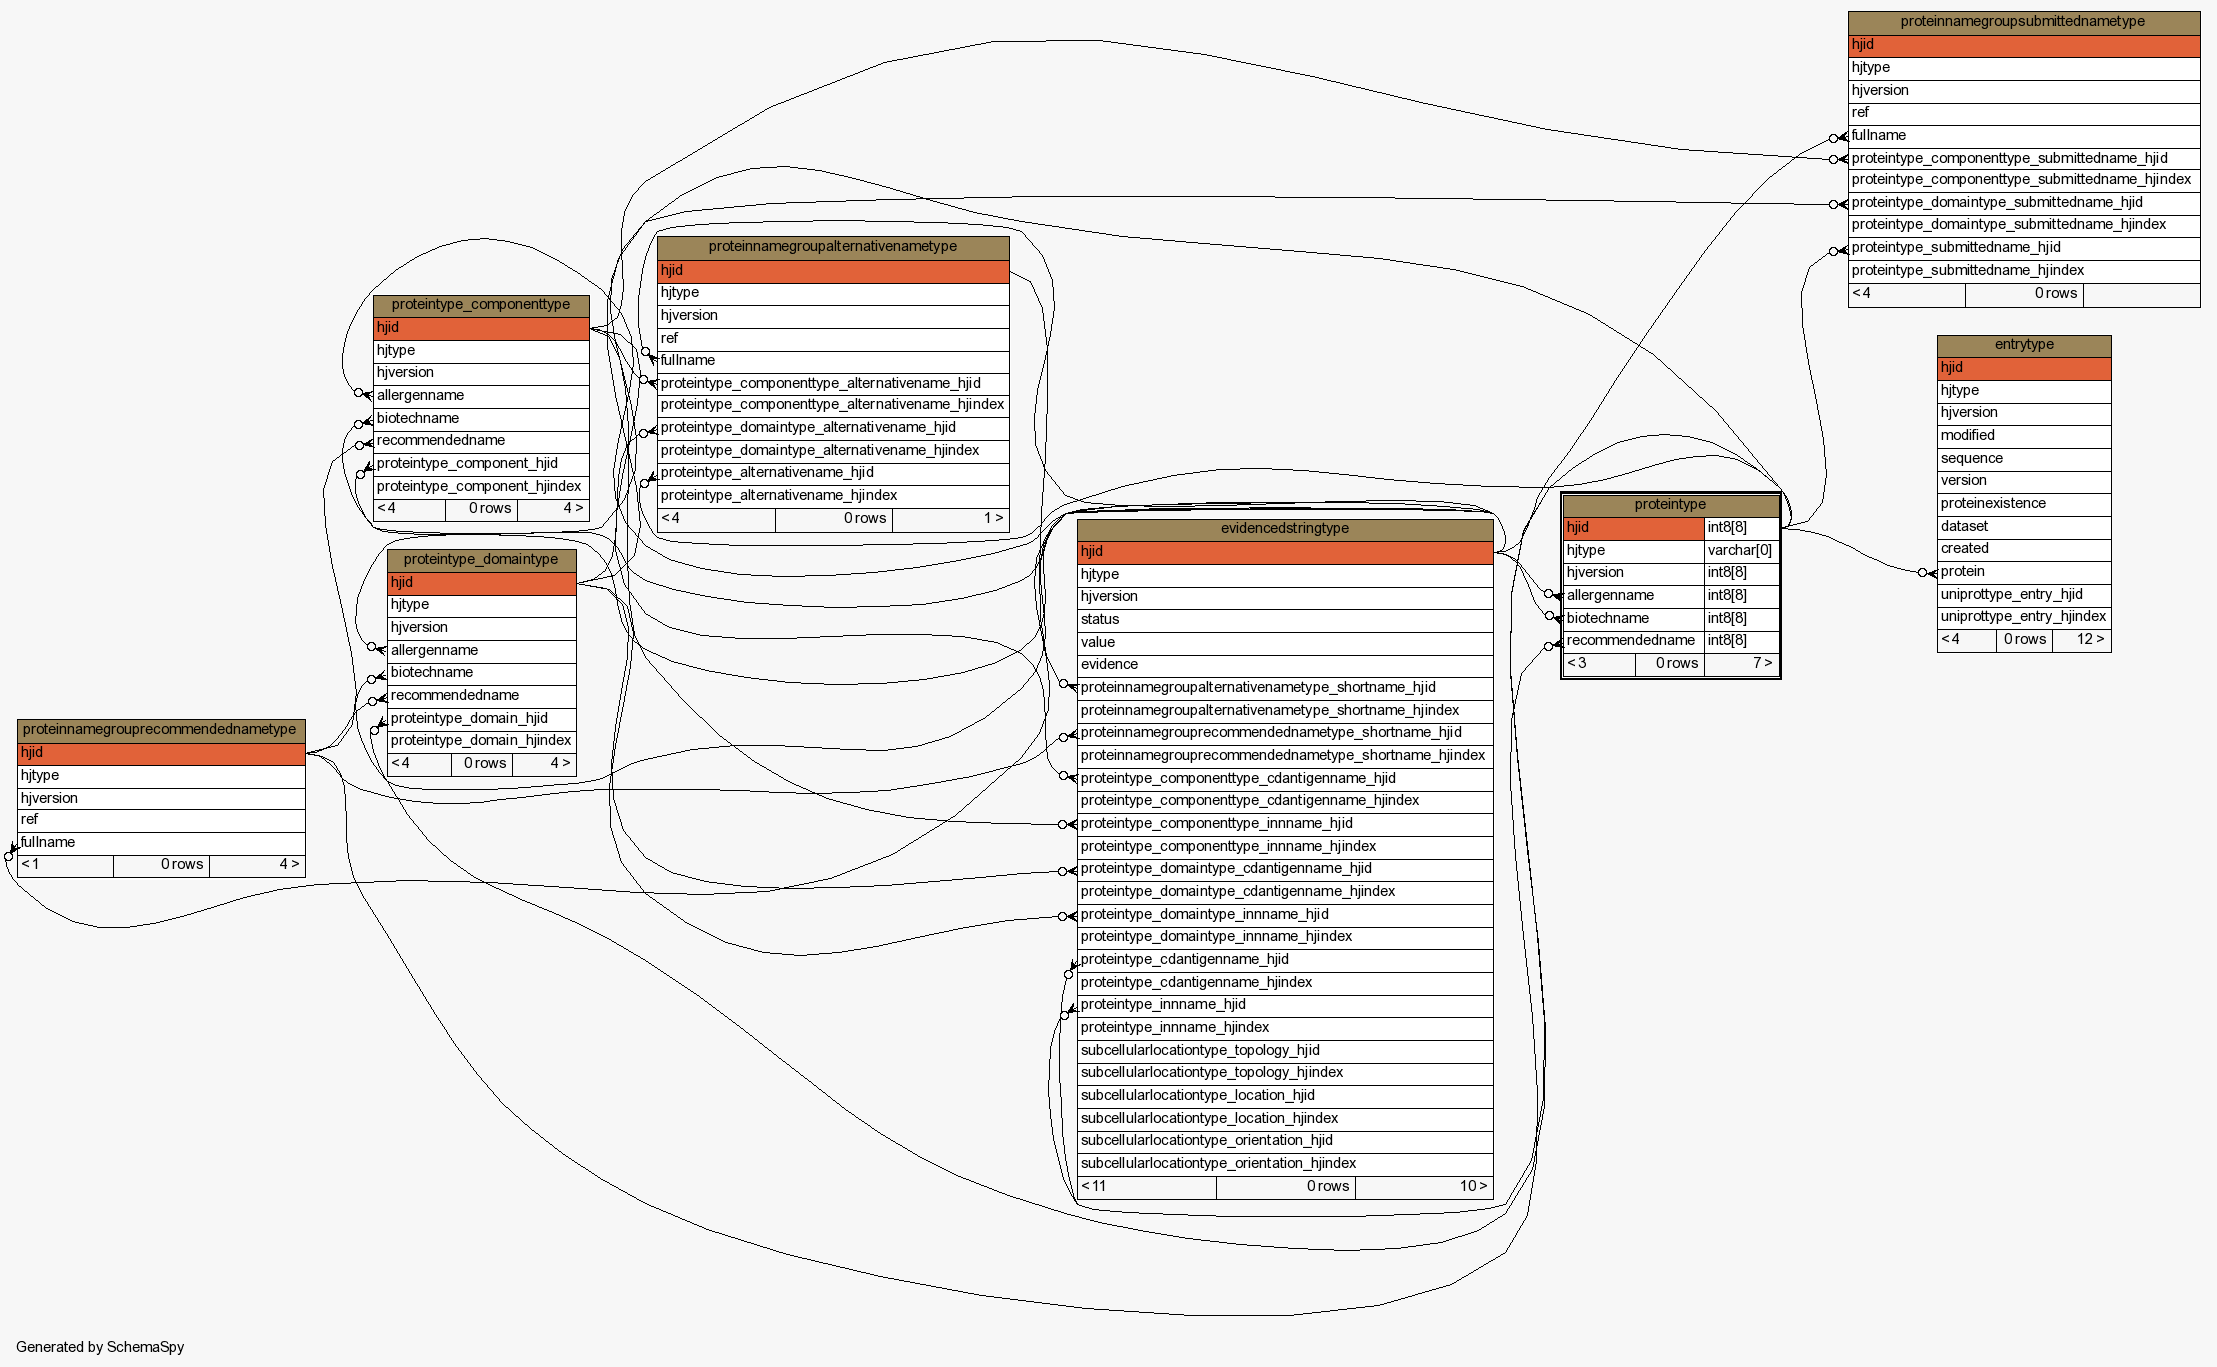 proteinnamegroupsubmittednametype
hjid
hjtype
hjversion
ref
fullname
proteintype_componenttype_submittedname_hjid
proteintype_componenttype_submittedname_hjindex
proteintype_domaintype_submittedname_hjid
proteintype_domaintype_submittedname_hjindex
proteintype_submittedname_hjid
proteintype_submittedname_hjindex
< 4 0 rows
proteinnamegroupalternativenametype
hjid
hjtype
hjversion
ref
fullname
proteintype_componenttype_alternativename_hjid
proteintype_componenttype_alternativename_hjindex
proteintype_domaintype_alternativename_hjid
proteintype_domaintype_alternativename_hjindex
proteintype_alternativename_hjid
proteintype_alternativename_hjindex
< 4 0 rows 1 >
proteintype_componenttype
hjid
hjtype
hjversion
allergenname
biotechname
recommendedname
proteintype_component_hjid
proteintype_component_hjindex
< 4 0 rows 4 >
entrytype
hjid
hjtype
hjversion
modified
sequence
version
proteinexistence
dataset
created
protein
uniprottype_entry_hjid
uniprottype_entry_hjindex
< 4 0 rows 12 >
proteintype
hjid int8[8]
hjtype varchar[0]
hjversion int8[8]
allergenname int8[8]
biotechname int8[8]
recommendedname int8[8]
< 3 0 rows 7 >
evidencedstringtype
hjid
hjtype
hjversion
status
value
evidence
proteinnamegroupalternativenametype_shortname_hjid
proteinnamegroupalternativenametype_shortname_hjindex
proteinnamegrouprecommendednametype_shortname_hjid
proteinnamegrouprecommendednametype_shortname_hjindex
proteintype_componenttype_cdantigenname_hjid
proteintype_componenttype_cdantigenname_hjindex
proteintype_componenttype_innname_hjid
proteintype_componenttype_innname_hjindex
proteintype_domaintype_cdantigenname_hjid
proteintype_domaintype_cdantigenname_hjindex
proteintype_domaintype_innname_hjid
proteintype_domaintype_innname_hjindex
proteintype_cdantigenname_hjid
proteintype_cdantigenname_hjindex
proteintype_innname_hjid
proteintype_innname_hjindex
subcellularlocationtype_topology_hjid
subcellularlocationtype_topology_hjindex
subcellularlocationtype_location_hjid
subcellularlocationtype_location_hjindex
subcellularlocationtype_orientation_hjid
subcellularlocationtype_orientation_hjindex
< 11 0 rows 10 >
proteintype_domaintype
hjid
hjtype
hjversion
allergenname
biotechname
recommendedname
proteintype_domain_hjid
proteintype_domain_hjindex
< 4 0 rows 4 >
proteinnamegrouprecommendednametype
hjid
hjtype
hjversion
ref
fullname
< 1 0 rows 4 >
Generated by SchemaSpy